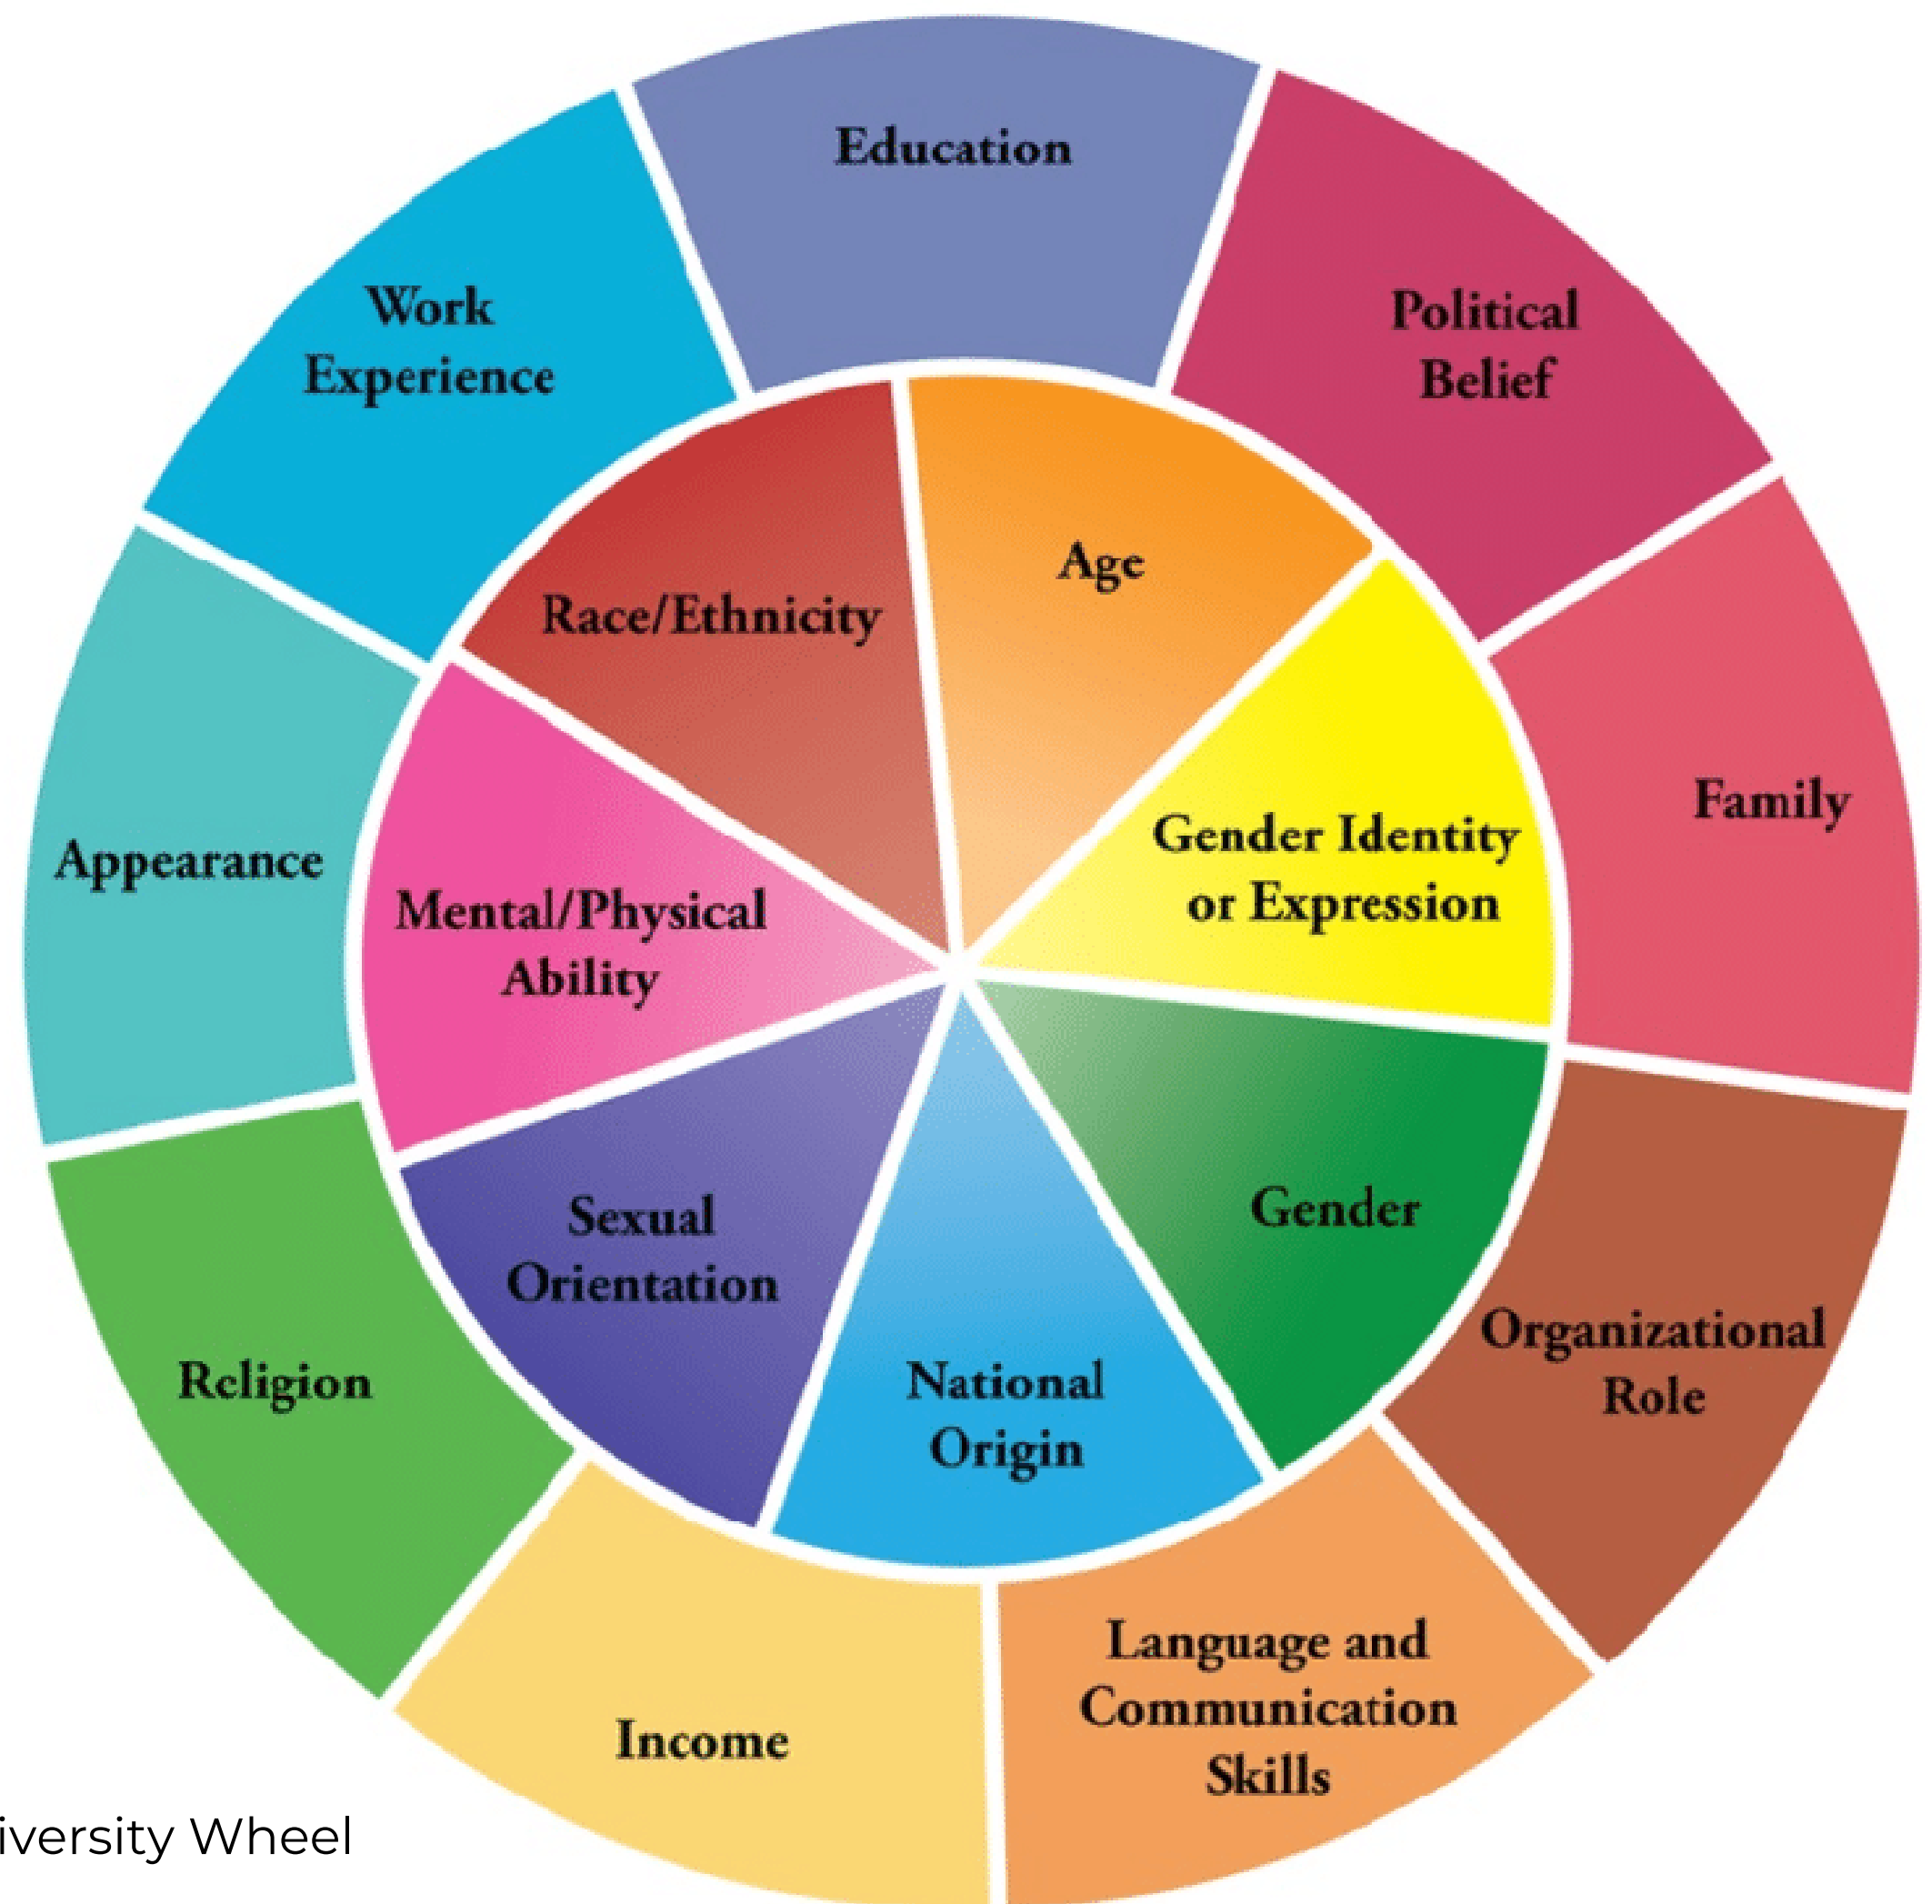 Education
Political
Belief
Family
Organizational
Role
Language and
Communication
Skills
Income
Religion
Appearance
Work
Experience
Age
Gender Identity
or Expression
Gender
National
Origin
Sexual
Orientation
Mental/Physical
Ability
Race/Ethnicity
iversity Wheel